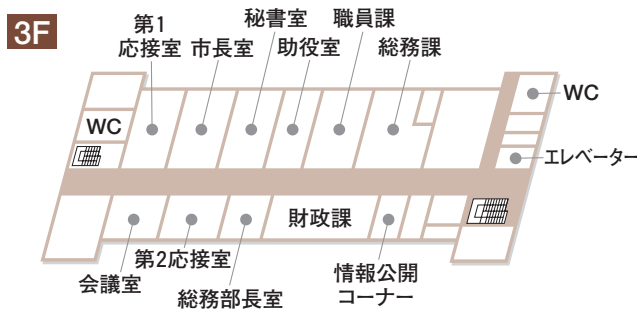 3F
第1
応接室
市長室
秘書室
助役室
職員課
総務課
WC
WC
エレベーター
財政課
会議室
第2応接室
総務部長室
情報公開
コーナー